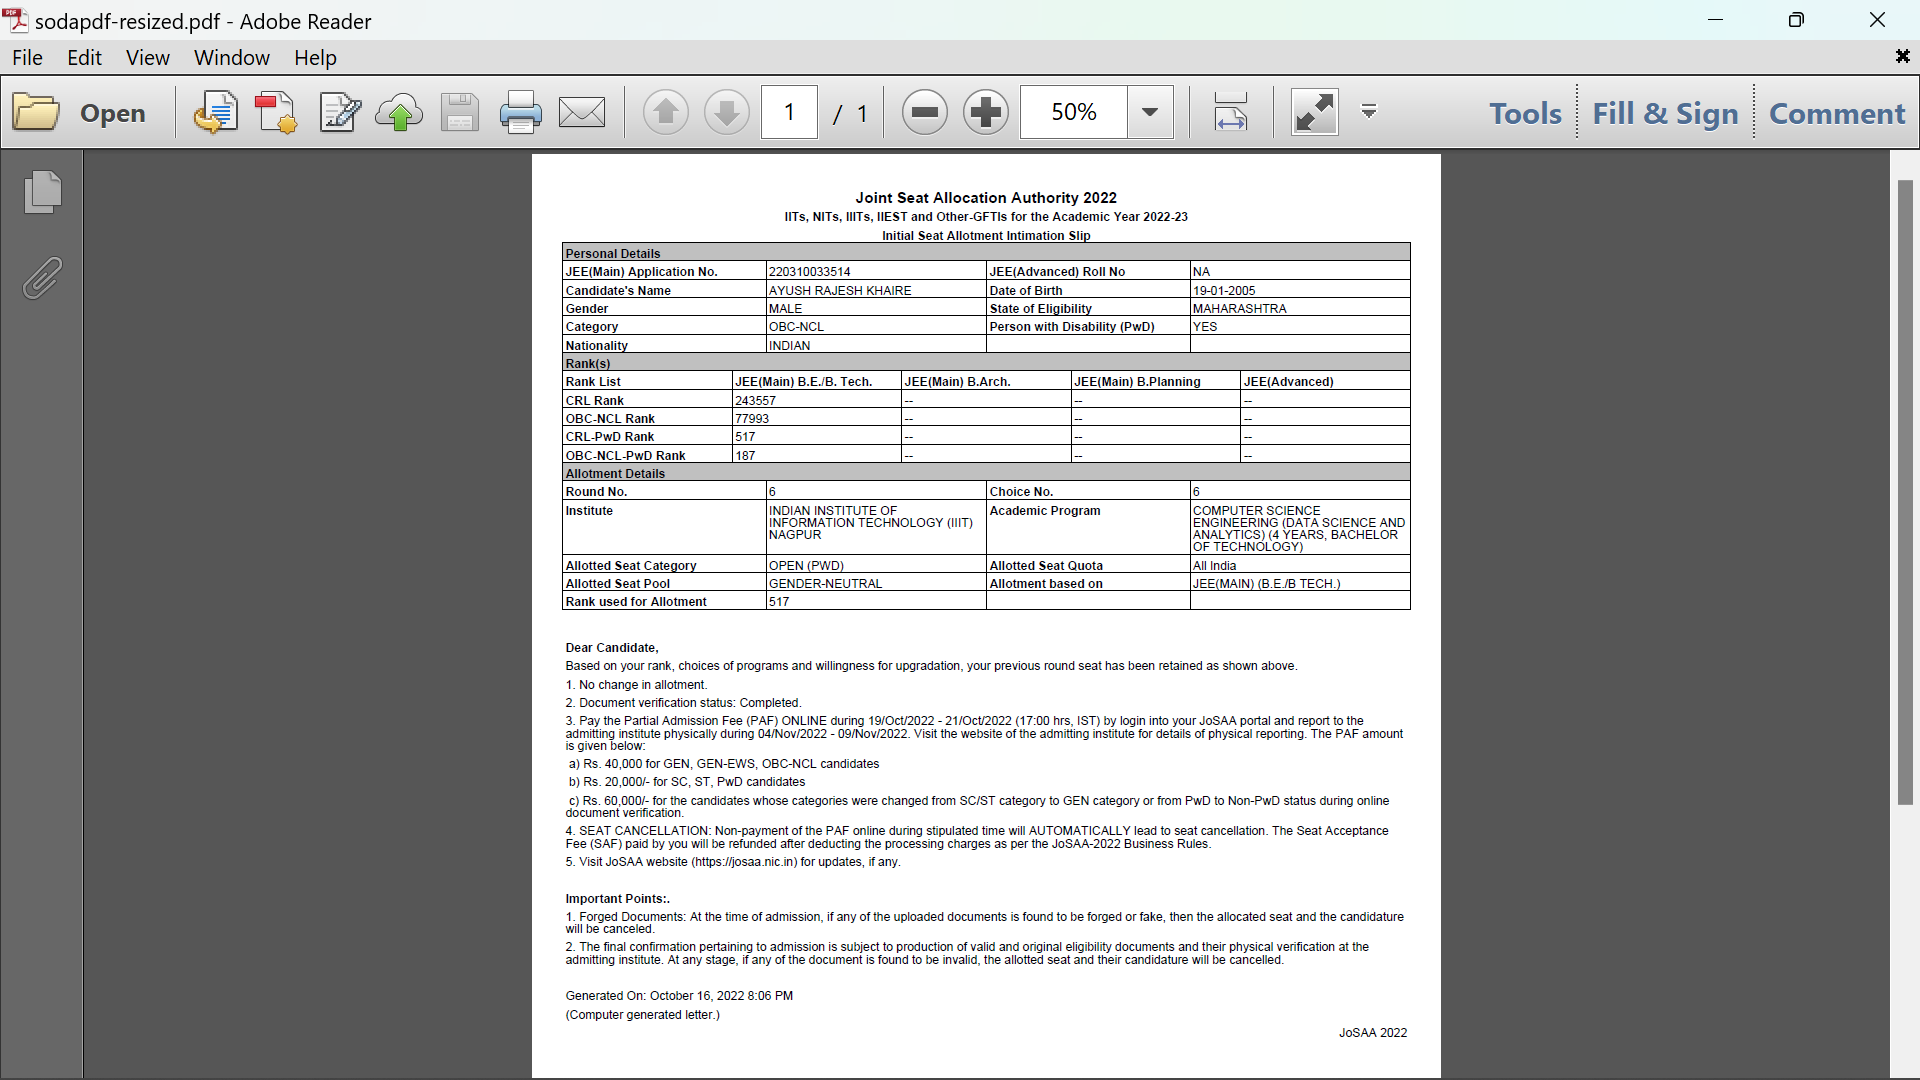 sodapdf-resized.pdf - Adobe Reader
File Edit View Window Help
Open 1 / 1 50% Tools Fill & Sign Comment
Joint Seat Allocation Authority 2022
IITs, NITs, IIITs, IIEST and Other-GFTIs for the Academic Year 2022-23
Initial Seat Allotment Intimation Slip
Personal Details
JEE(Main) Application No. 220310033514 JEE(Advanced) Roll No NA
Candidate's Name AYUSH RAJESH KHAIRE Date of Birth 19-01-2005
Gender MALE State of Eligibility MAHARASHTRA
Category OBC-NCL Person with Disability (PwD) YES
Nationality INDIAN
Rank(s)
Rank List JEE(Main) B.E./B. Tech. JEE(Main) B.Arch. JEE(Main) B.Planning JEE(Advanced)
CRL Rank 243557 -- -- --
OBC-NCL Rank 77993 -- -- --
CRL-PwD Rank 517 -- -- --
OBC-NCL-PwD Rank 187 -- -- --
Allotment Details
Round No. 6 Choice No. 6
Institute INDIAN INSTITUTE OF Academic Program COMPUTER SCIENCE
INFORMATION TECHNOLOGY (IIIT) ENGINEERING (DATA SCIENCE AND
NAGPUR ANALYTICS) (4 YEARS, BACHELOR
OF TECHNOLOGY)
Allotted Seat Category OPEN (PWD) Allotted Seat Quota All India
Allotted Seat Pool GENDER-NEUTRAL Allotment based on JEE(MAIN) (B.E./B TECH.)
Rank used for Allotment 517
Dear Candidate,
Based on your rank, choices of programs and willingness for upgradation, your previous round seat has been retained as shown above.
1. No change in allotment.
2. Document verification status: Completed.
3. Pay the Partial Admission Fee (PAF) ONLINE during 19/Oct/2022 - 21/Oct/2022 (17:00 hrs, IST) by login into your JoSAA portal and report to the
admitting institute physically during 04/Nov/2022 - 09/Nov/2022. Visit the website of the admitting institute for details of physical reporting. The PAF amount
is given below:
a) Rs. 40,000 for GEN, GEN-EWS, OBC-NCL candidates
b) Rs. 20,000/- for SC, ST, PwD candidates
c) Rs. 60,000/- for the candidates whose categories were changed from SC/ST category to GEN category or from PwD to Non-PwD status during online
document verification.
4. SEAT CANCELLATION: Non-payment of the PAF online during stipulated time will AUTOMATICALLY lead to seat cancellation. The Seat Acceptance
Fee (SAF) paid by you will be refunded after deducting the processing charges as per the JoSAA-2022 Business Rules.
5. Visit JoSAA website (https://josaa.nic.in) for updates, if any.
Important Points:.
1. Forged Documents: At the time of admission, if any of the uploaded documents is found to be forged or fake, then the allocated seat and the candidature
will be canceled.
2. The final confirmation pertaining to admission is subject to production of valid and original eligibility documents and their physical verification at the
admitting institute. At any stage, if any of the document is found to be invalid, the allotted seat and their candidature will be cancelled.
Generated On: October 16, 2022 8:06 PM
(Computer generated letter.)
JoSAA 2022